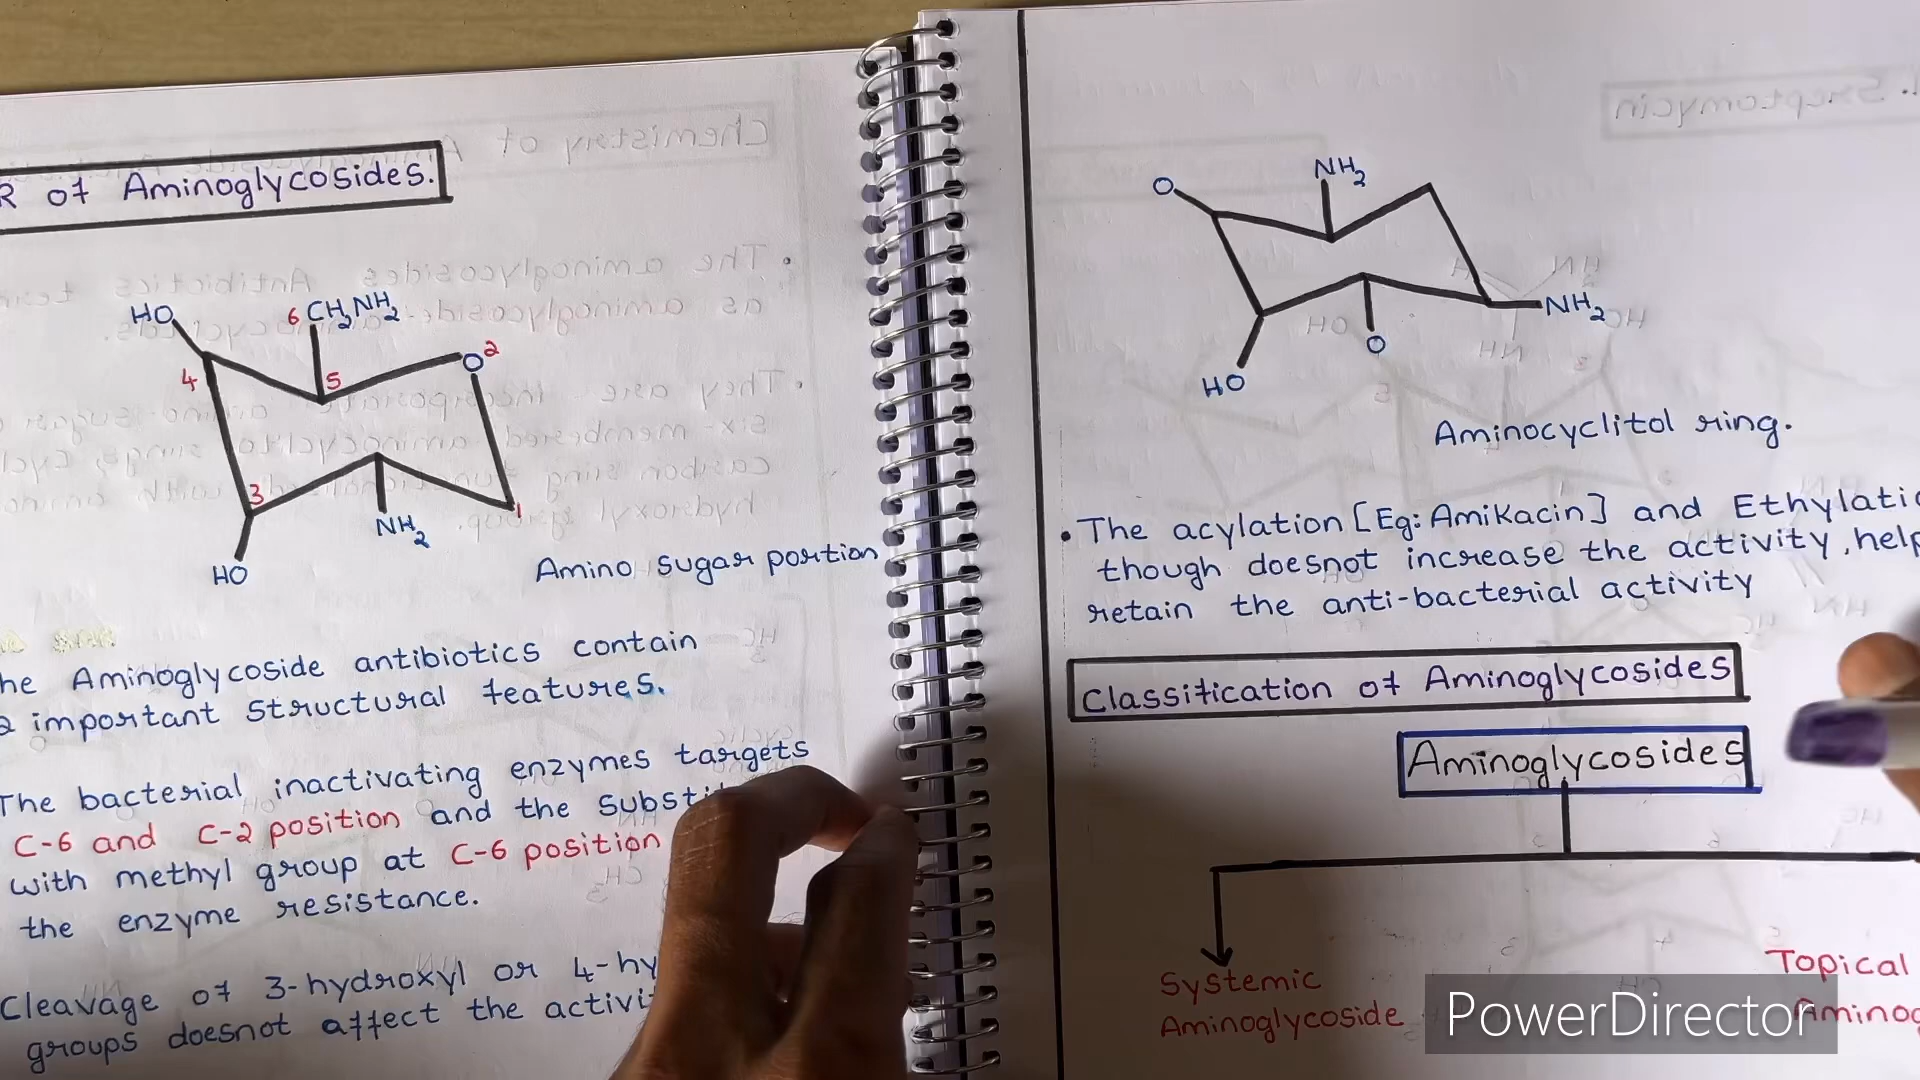 R of Aminoglycosides.
HO
6 CH2NH2
4
5
O 2
3
1
NH2
HO
Amino sugar portion
he Aminoglycoside antibiotics contain
2 important structural features.
The bacterial inactivating enzymes targets
C-6 and C-2 position and the
with methyl group at C-6 position
the enzyme resistance.
Cleavage of 3-hydroxyl or
groups doesnot affect the
O
NH2
NH2
O
HO
Aminocyclitol ring.
• The acylation [Eg: Amikacin] and
though doesnot increase the activity, help
retain the anti-bacterial activity
Classification of Aminoglycosides
Aminoglycosides
Systemic
Aminoglycoside
Topical
PowerDirector